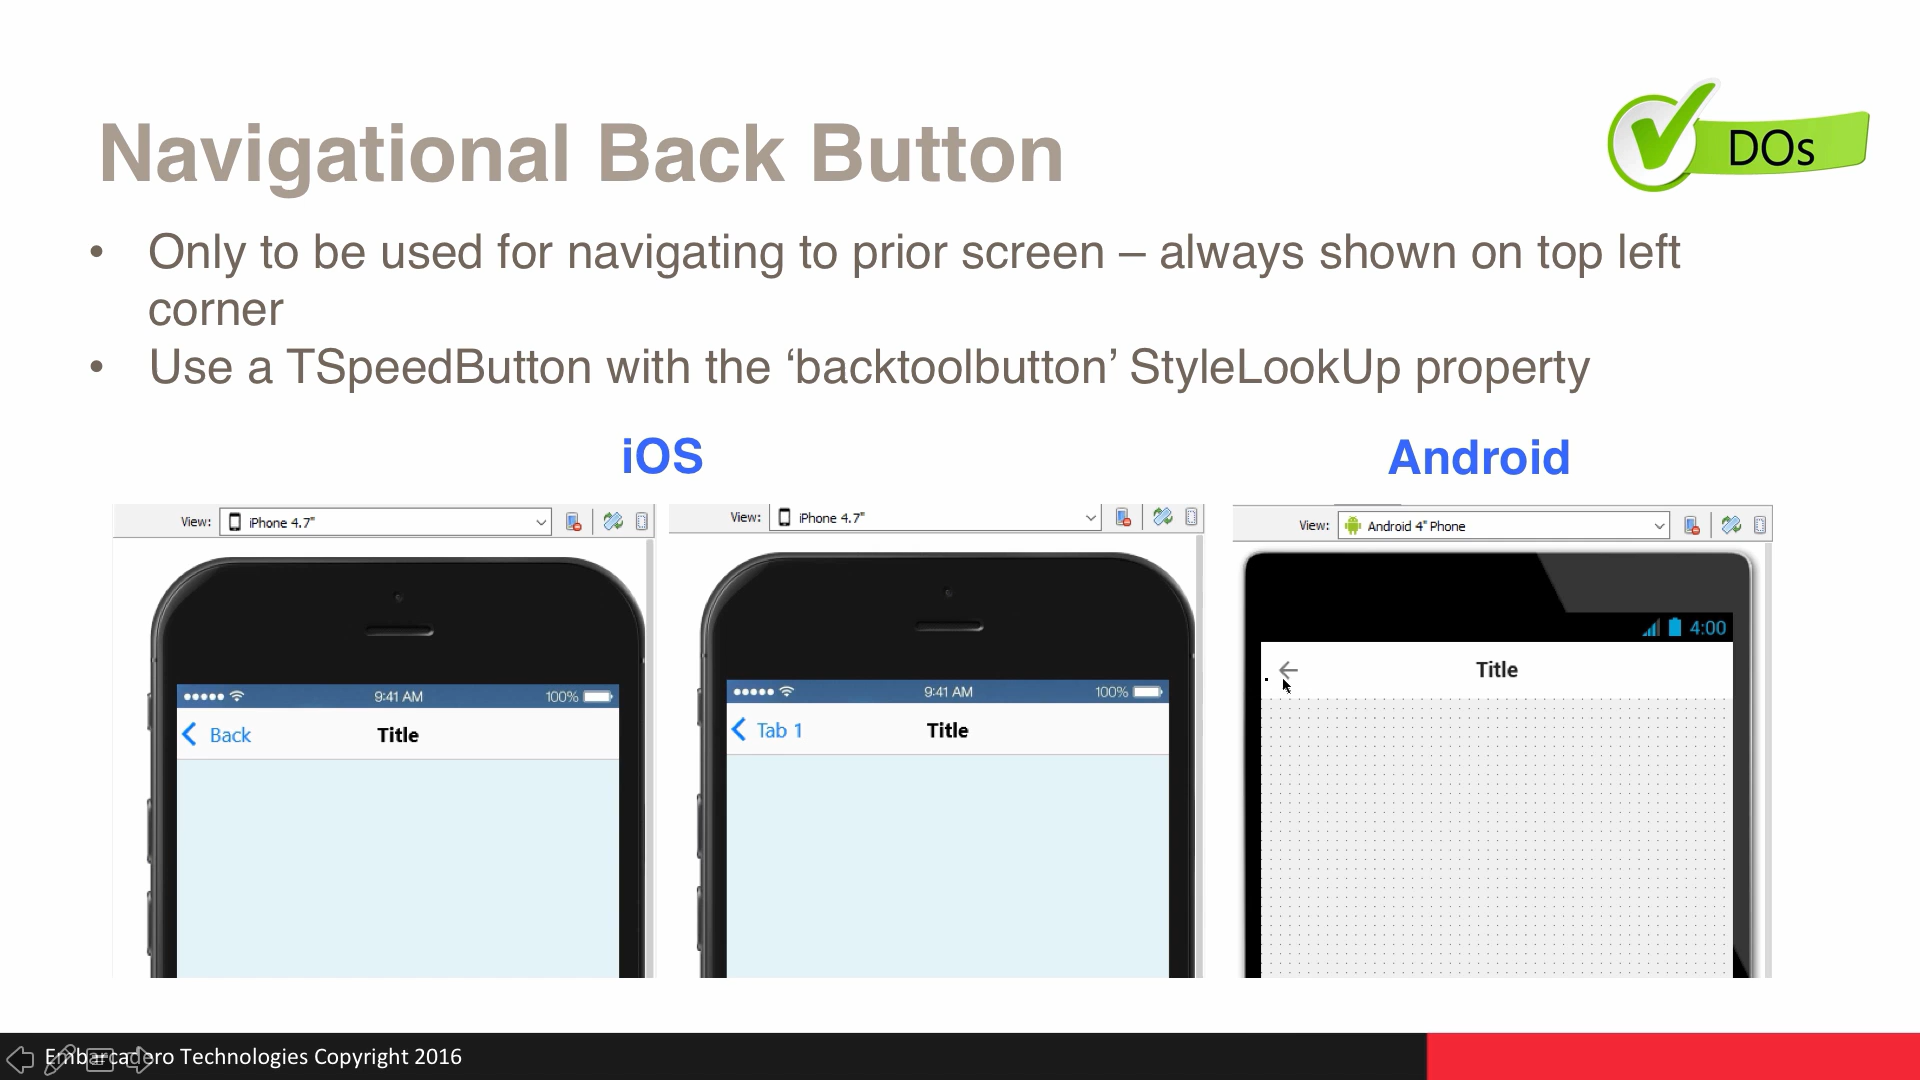 Navigational Back Button
DOs
• Only to be used for navigating to prior screen – always shown on top left
corner
• Use a TSpeedButton with the ‘backtoolbutton’ StyleLookUp property
iOS
Android
View: iPhone 4.7"
View: iPhone 4.7"
View: Android 4" Phone
9:41 AM 100%
Back Title
9:41 AM 100%
Tab 1 Title
4:00
Title
Embarcadero Technologies Copyright 2016